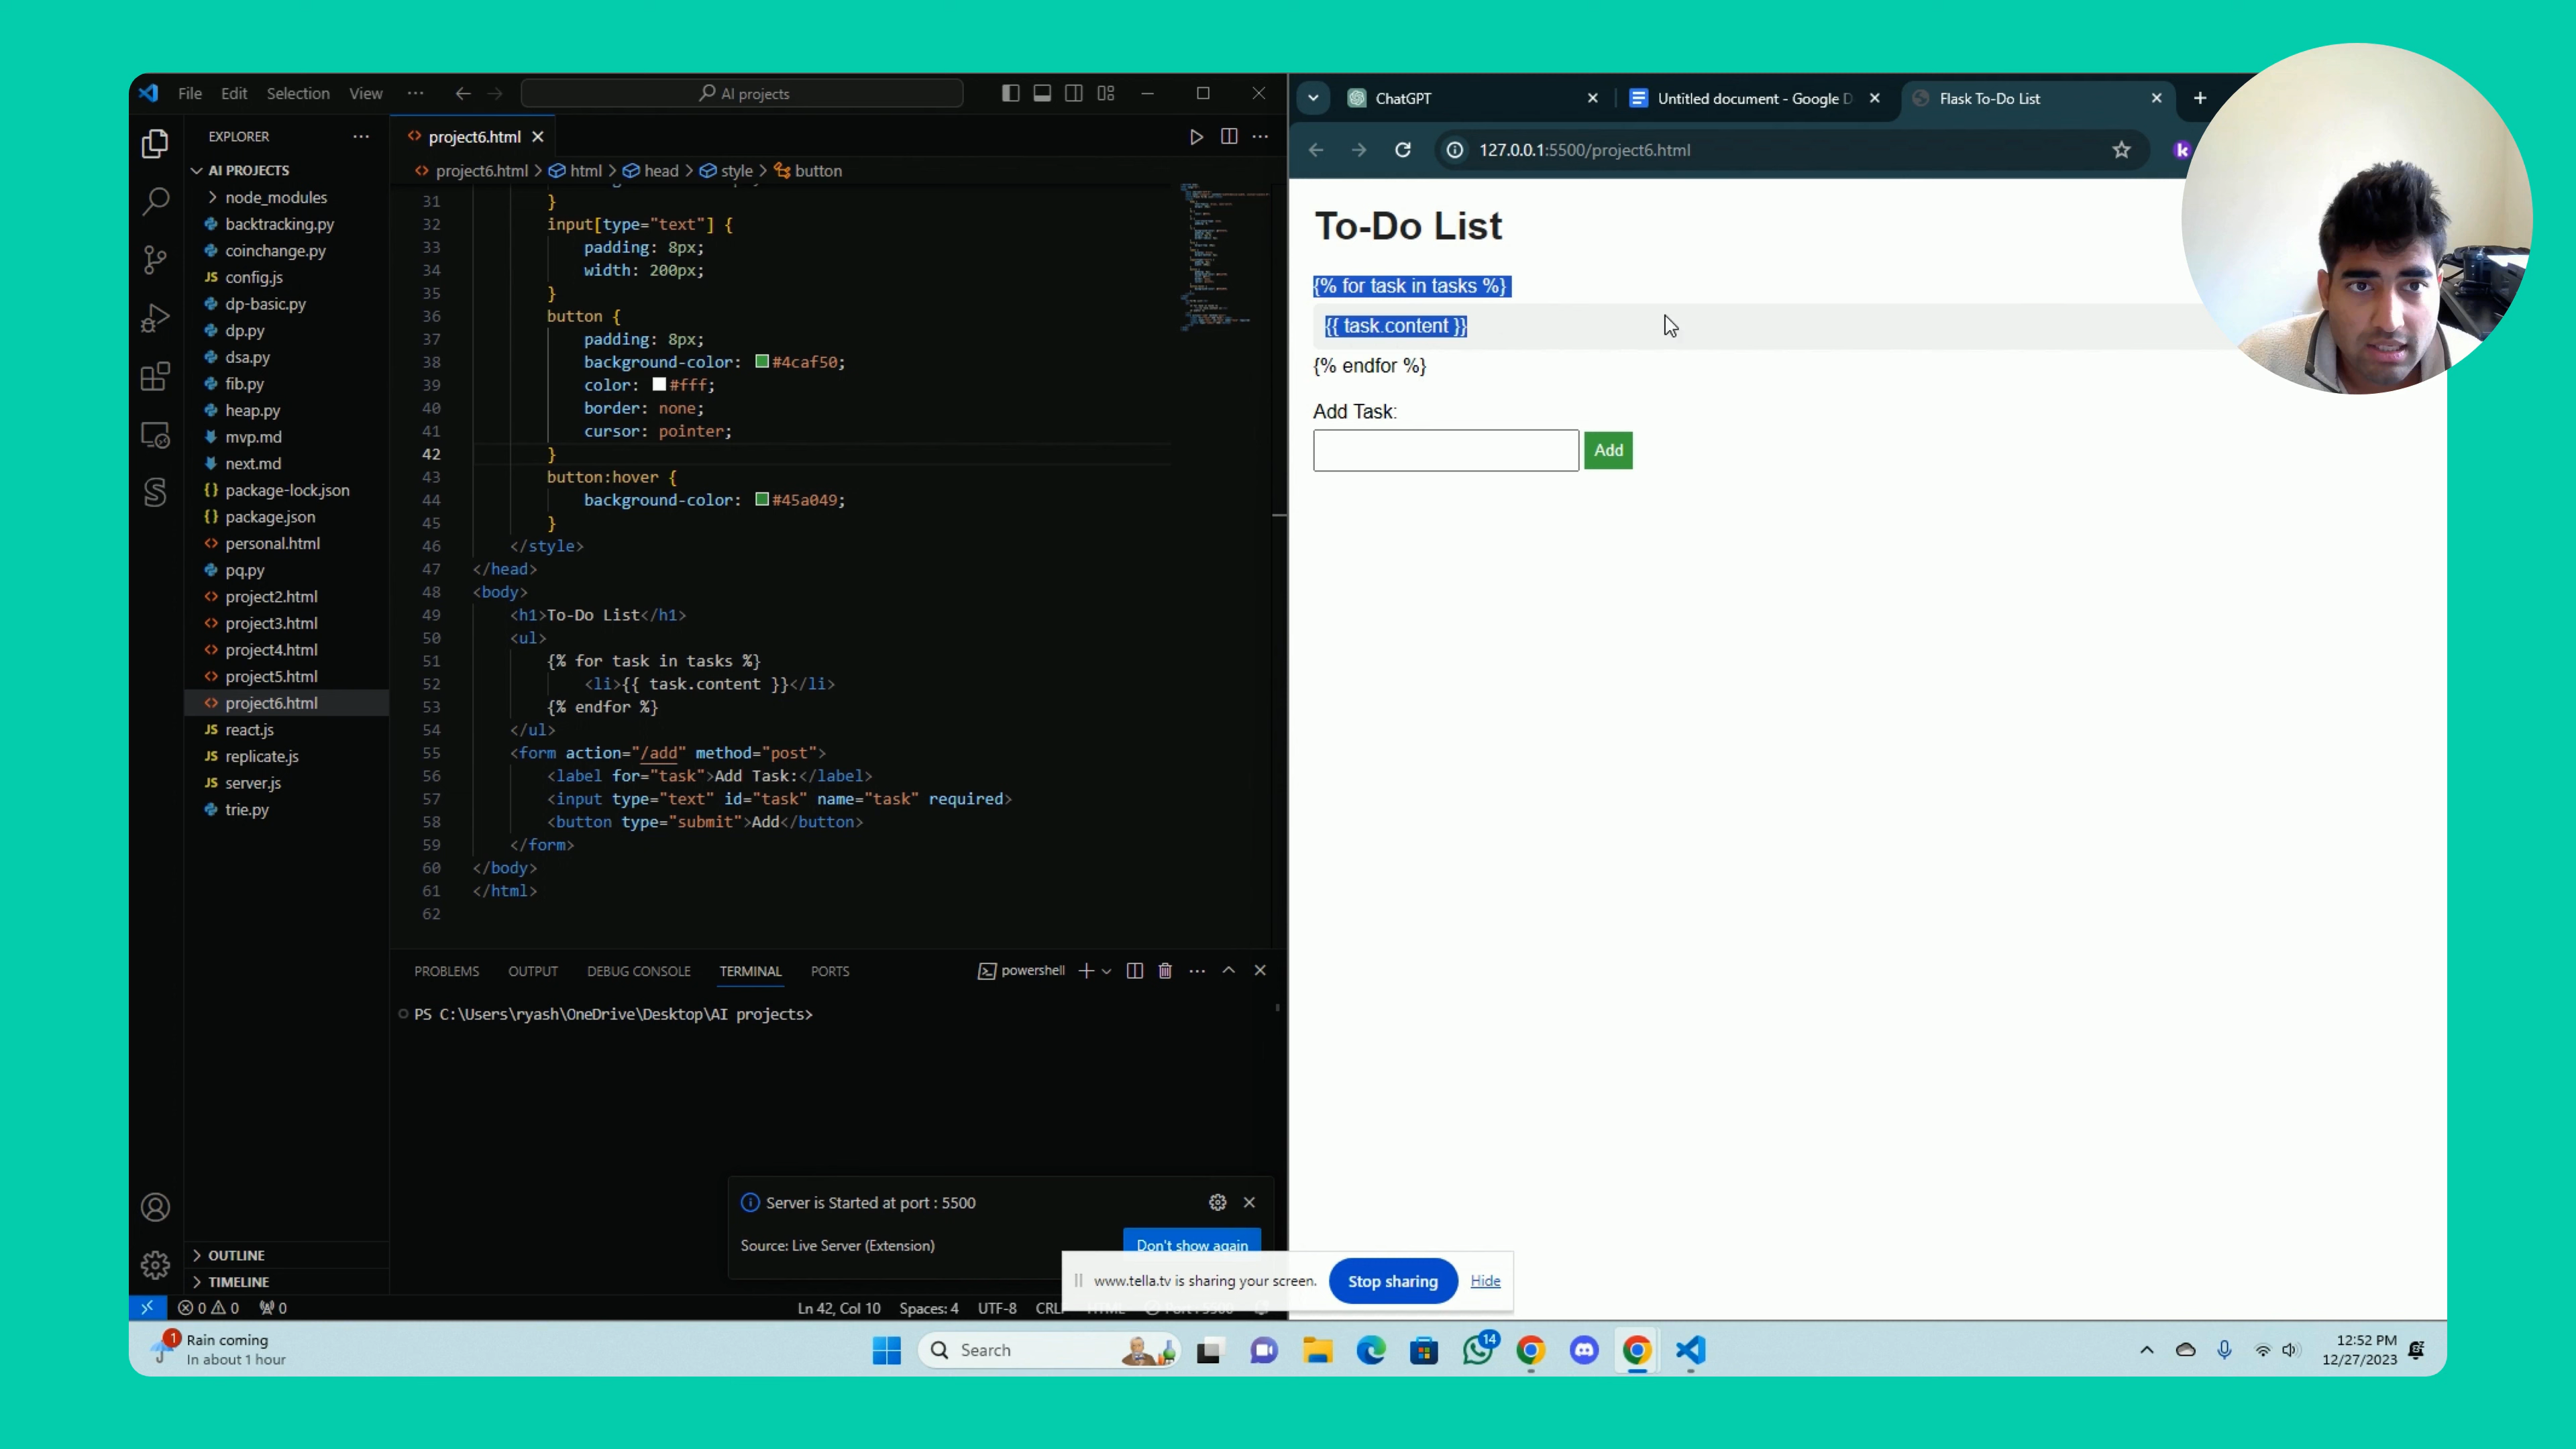 File Edit Selection View ··· AI projects
EXPLORER ···
AI PROJECTS
node_modules
backtracking.py
coinchange.py
JS config.js
dp-basic.py
dp.py
dsa.py
fib.py
heap.py
mvp.md
next.md
{} package-lock.json
{} package.json
<> personal.html
pq.py
<> project2.html
<> project3.html
<> project4.html
<> project5.html
<> project6.html
JS react.js
JS replicate.js
JS server.js
trie.py
OUTLINE
TIMELINE
<> project6.html
<> project6.html > html > head > style > button
31 }
32 input[type="text"] {
33 padding: 8px;
34 width: 200px;
35 }
36 button {
37 padding: 8px;
38 background-color: #4caf50;
39 color: #fff;
40 border: none;
41 cursor: pointer;
42 }
43 button:hover {
44 background-color: #45a049;
45 }
46 </style>
47 </head>
48 <body>
49 <h1>To-Do List</h1>
50 <ul>
51 {% for task in tasks %}
52 <li>{{ task.content }}</li>
53 {% endfor %}
54 </ul>
55 <form action="/add" method="post">
56 <label for="task">Add Task:</label>
57 <input type="text" id="task" name="task" required>
58 <button type="submit">Add</button>
59 </form>
60 </body>
61 </html>
62
PROBLEMS OUTPUT DEBUG CONSOLE TERMINAL PORTS powershell
PS C:\Users\ryash\OneDrive\Desktop\AI projects>
Server is Started at port : 5500
Source: Live Server (Extension)
Don't show again
0 0 0 Ln 42, Col 10 Spaces: 4 UTF-8
ChatGPT
Untitled document - Google D
Flask To-Do List
127.0.0.1:5500/project6.html
k
To-Do List
{% for task in tasks %}
{{ task.content }}
{% endfor %}
Add Task:
Add
www.tella.tv is sharing your screen. Stop sharing Hide
1
Rain coming
In about 1 hour
Search
14
12:52 PM
12/27/2023